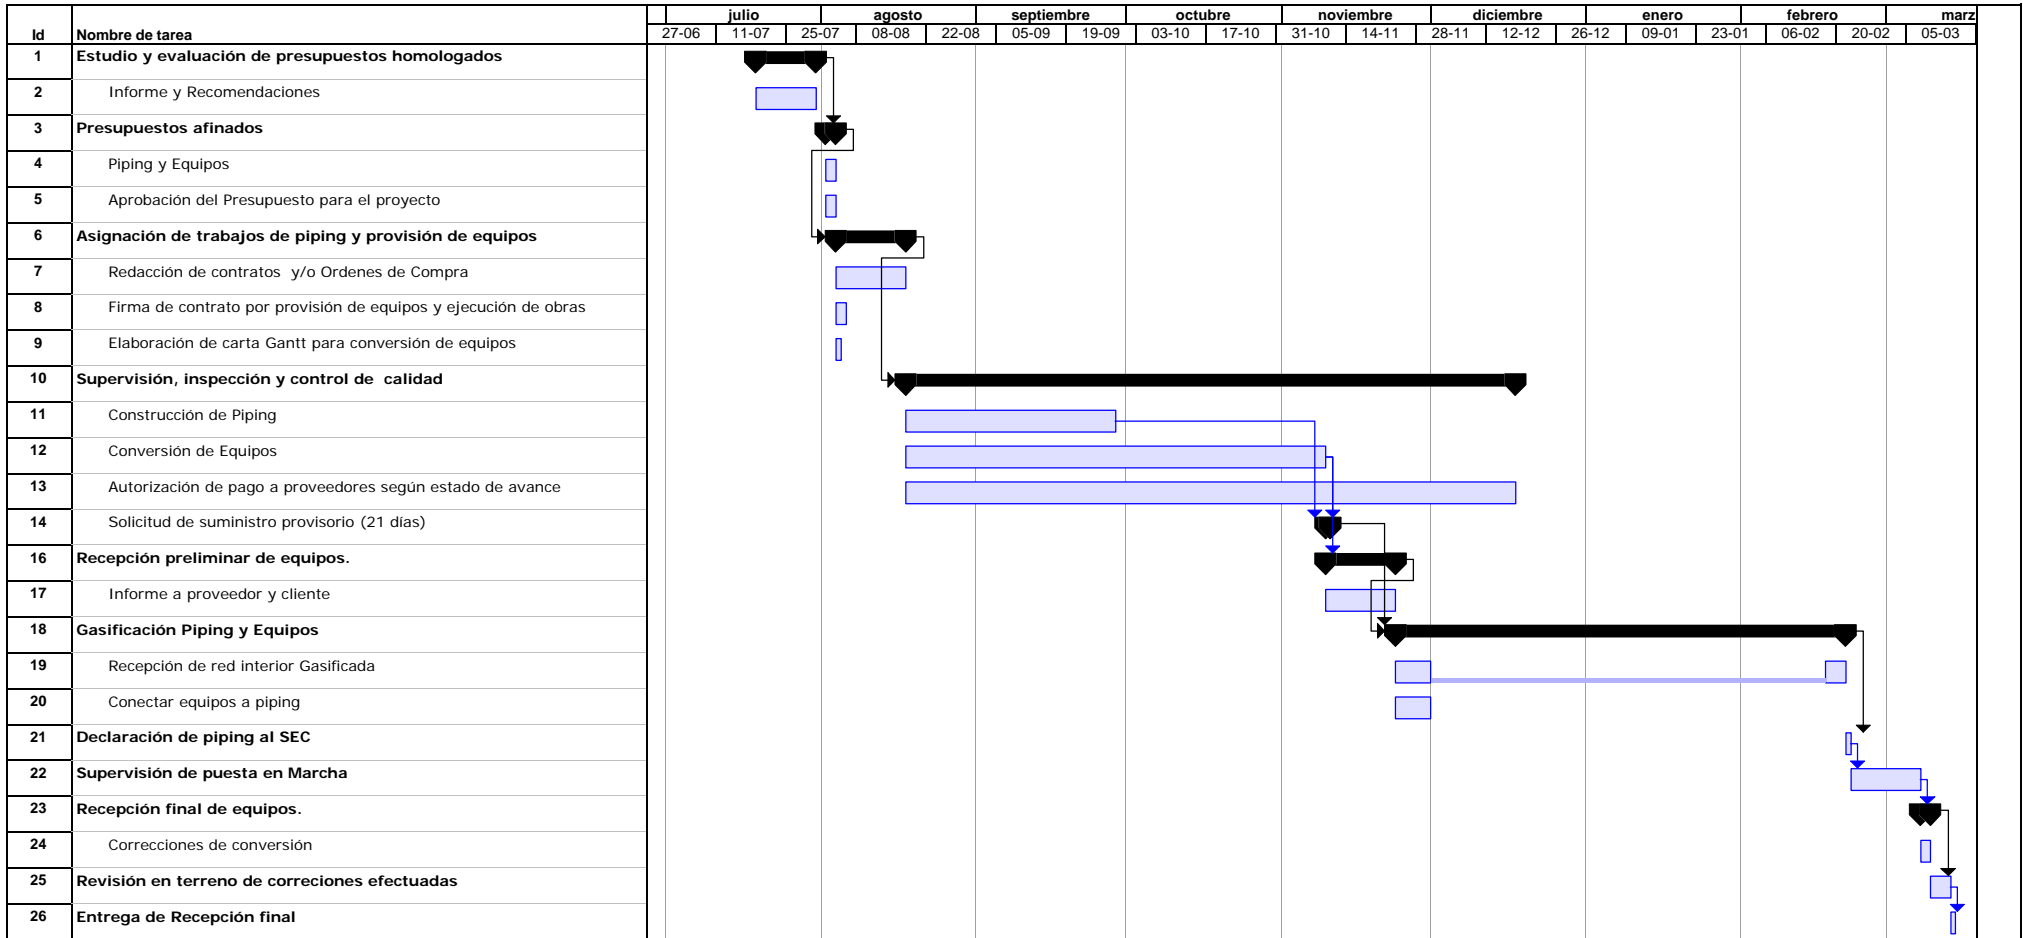 julio agosto septiembre octubre noviembre diciembre enero febrero marz
Id Nombre de tarea 27-06 11-07 25-07 08-08 22-08 05-09 19-09 03-10 17-10 31-10 14-11 28-11 12-12 26-12 09-01 23-01 06-02 20-02 05-03
1 Estudio y evaluación de presupuestos homologados
2 Informe y Recomendaciones
3 Presupuestos afinados
4 Piping y Equipos
5 Aprobación del Presupuesto para el proyecto
6 Asignación de trabajos de piping y provisión de equipos
7 Redacción de contratos y/o Ordenes de Compra
8 Firma de contrato por provisión de equipos y ejecución de obras
9 Elaboración de carta Gantt para conversión de equipos
10 Supervisión, inspección y control de calidad
11 Construcción de Piping
12 Conversión de Equipos
13 Autorización de pago a proveedores según estado de avance
14 Solicitud de suministro provisorio (21 días)
16 Recepción preliminar de equipos.
17 Informe a proveedor y cliente
18 Gasificación Piping y Equipos
19 Recepción de red interior Gasificada
20 Conectar equipos a piping
21 Declaración de piping al SEC
22 Supervisión de puesta en Marcha
23 Recepción final de equipos.
24 Correcciones de conversión
25 Revisión en terreno de correciones efectuadas
26 Entrega de Recepción final